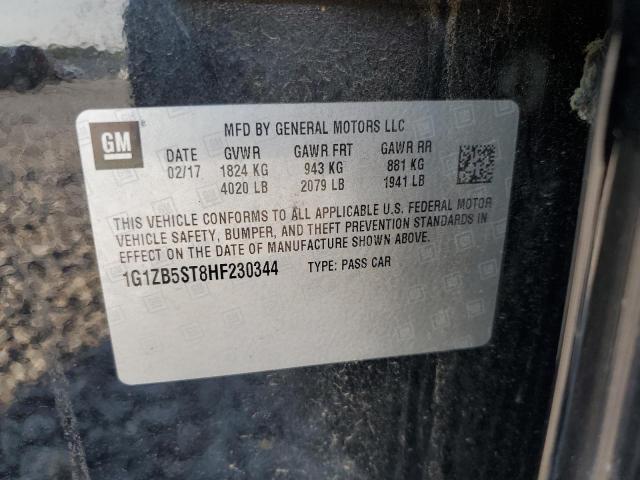 GM
MFD BY GENERAL MOTORS LLC
DATE GVWR GAWR FRT GAWR RR
02/17 1824 KG 943 KG 881 KG
4020 LB 2079 LB 1941 LB
THIS VEHICLE CONFORMS TO ALL APPLICABLE U.S. FEDERAL MOTOR
VEHICLE SAFETY, BUMPER, AND THEFT PREVENTION STANDARDS IN
EFFECT ON THE DATE OF MANUFACTURE SHOWN ABOVE.
1G1ZB5ST8HF230344 TYPE: PASS CAR